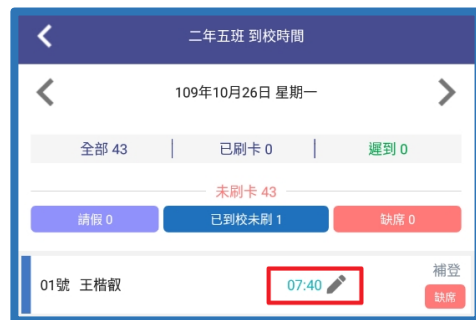 二年五班 到校時間
109年10月26日 星期一
全部 43 已刷卡 0 遲到 0
未刷卡 43
請假 0 已到校未刷 1 缺席 0
01號 王楷叡 07:40 補登
缺席